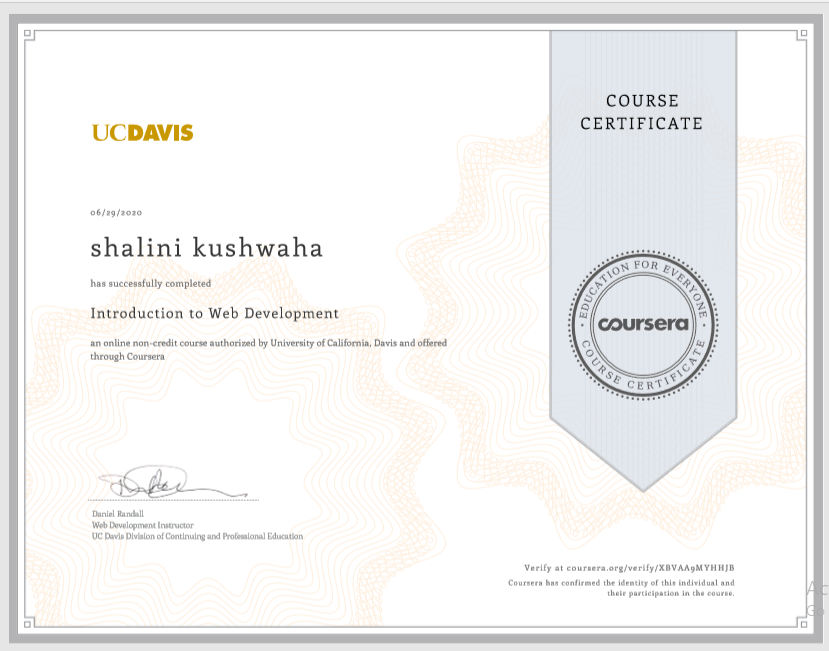 COURSE
CERTIFICATE
UCDAVIS
06/29/2020
shalini kushwaha
has successfully completed
Introduction to Web Development
an online non-credit course authorized by University of California, Davis and offered
through Coursera
EDUCATION FOR EVERYONE
coursera
COURSE CERTIFICATE
Daniel Randall
Web Development Instructor
UC Davis Division of Continuing and Professional Education
Verify at coursera.org/verify/XBVAA9MYHHJB
Coursera has confirmed the identity of this individual and
their participation in the course.